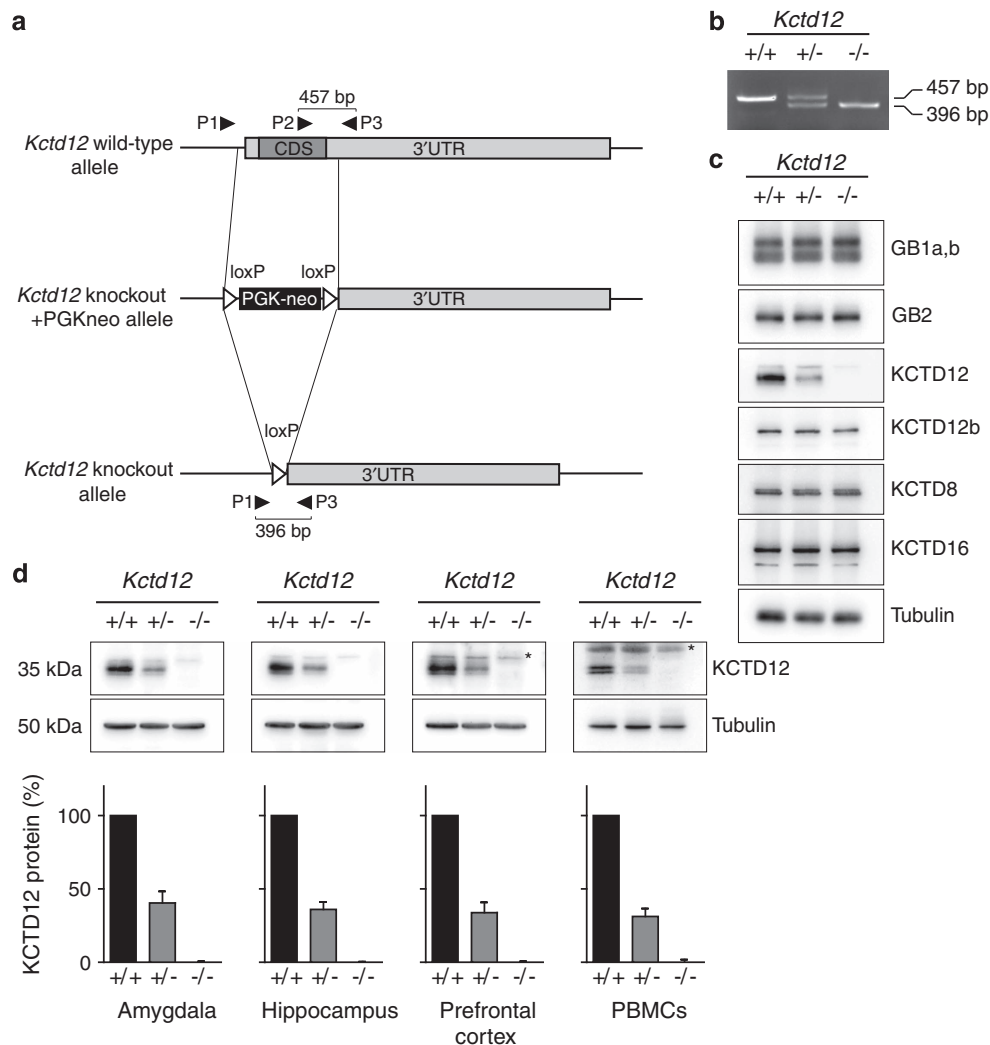 a
457 bp
P1 P2 P3
Kctd12 wild-type
allele
CDS 3′UTR
loxP loxP
Kctd12 knockout
+PGKneo allele
PGK-neo 3′UTR
loxP
Kctd12 knockout
allele
3′UTR
P1 P3
396 bp
b
Kctd12
+/+ +/- -/-
457 bp
396 bp
c
Kctd12
+/+ +/- -/-
GB1a,b
GB2
KCTD12
KCTD12b
KCTD8
KCTD16
Tubulin
d
Kctd12 Kctd12 Kctd12 Kctd12
+/+ +/- -/- +/+ +/- -/- +/+ +/- -/- +/+ +/- -/-
35 kDa * * KCTD12
50 kDa Tubulin
KCTD12 protein (%)
100
50
0
+/+ +/- -/- +/+ +/- -/- +/+ +/- -/- +/+ +/- -/-
Amygdala Hippocampus Prefrontal PBMCs
cortex